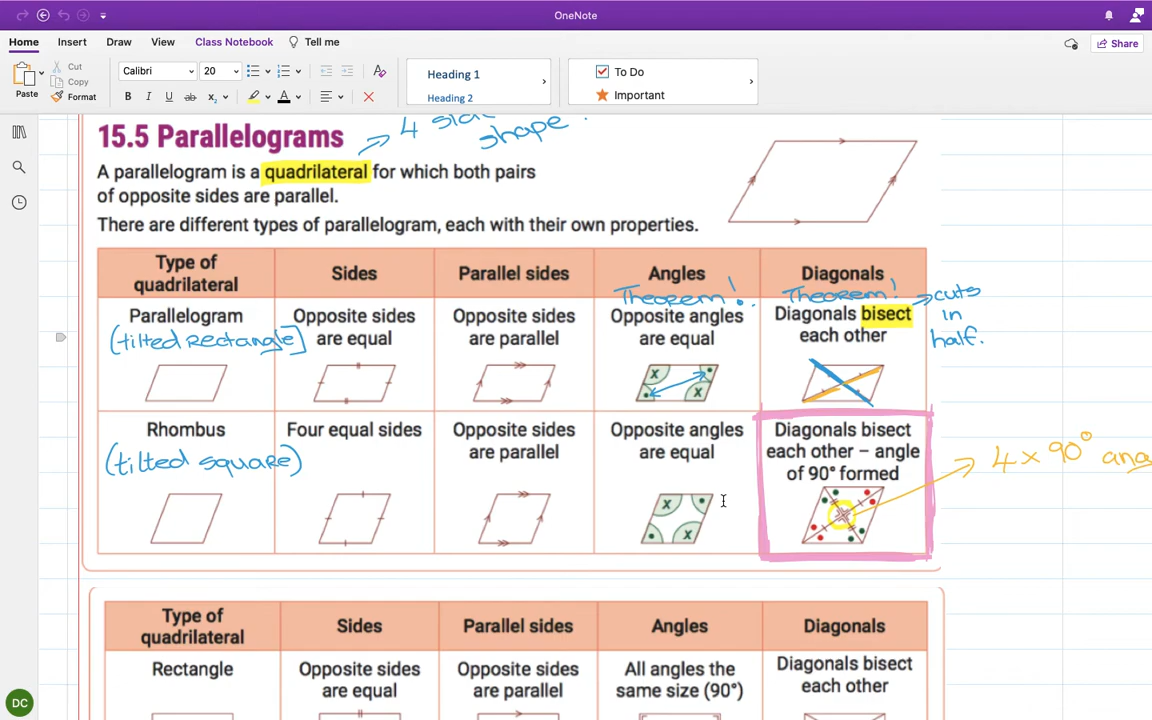 OneNote
Home Insert Draw View Class Notebook Tell me Share
Paste Cut Copy Format
Calibri 20
B I U ab x₂ A
Heading 1
Heading 2
To Do
Important
15.5 Parallelograms
→ 4
shape
A parallelogram is a quadrilateral for which both pairs
of opposite sides are parallel.
There are different types of parallelogram, each with their own properties.
Type of
quadrilateral
Sides
Parallel sides
Angles
Diagonals
Theorem!
Theorem!
→ cuts
in
half.
Parallelogram
(tilted Rectangle)
Opposite sides
are equal
Opposite sides
are parallel
Opposite angles
are equal
x
x
Diagonals bisect
each other
Rhombus
(tilted square)
Four equal sides
Opposite sides
are parallel
Opposite angles
are equal
x
x
Diagonals bisect
each other – angle
of 90° formed
4 x 90°
Type of
quadrilateral
Sides
Parallel sides
Angles
Diagonals
Rectangle
Opposite sides
are equal
Opposite sides
are parallel
All angles the
same size (90°)
Diagonals bisect
each other
DC